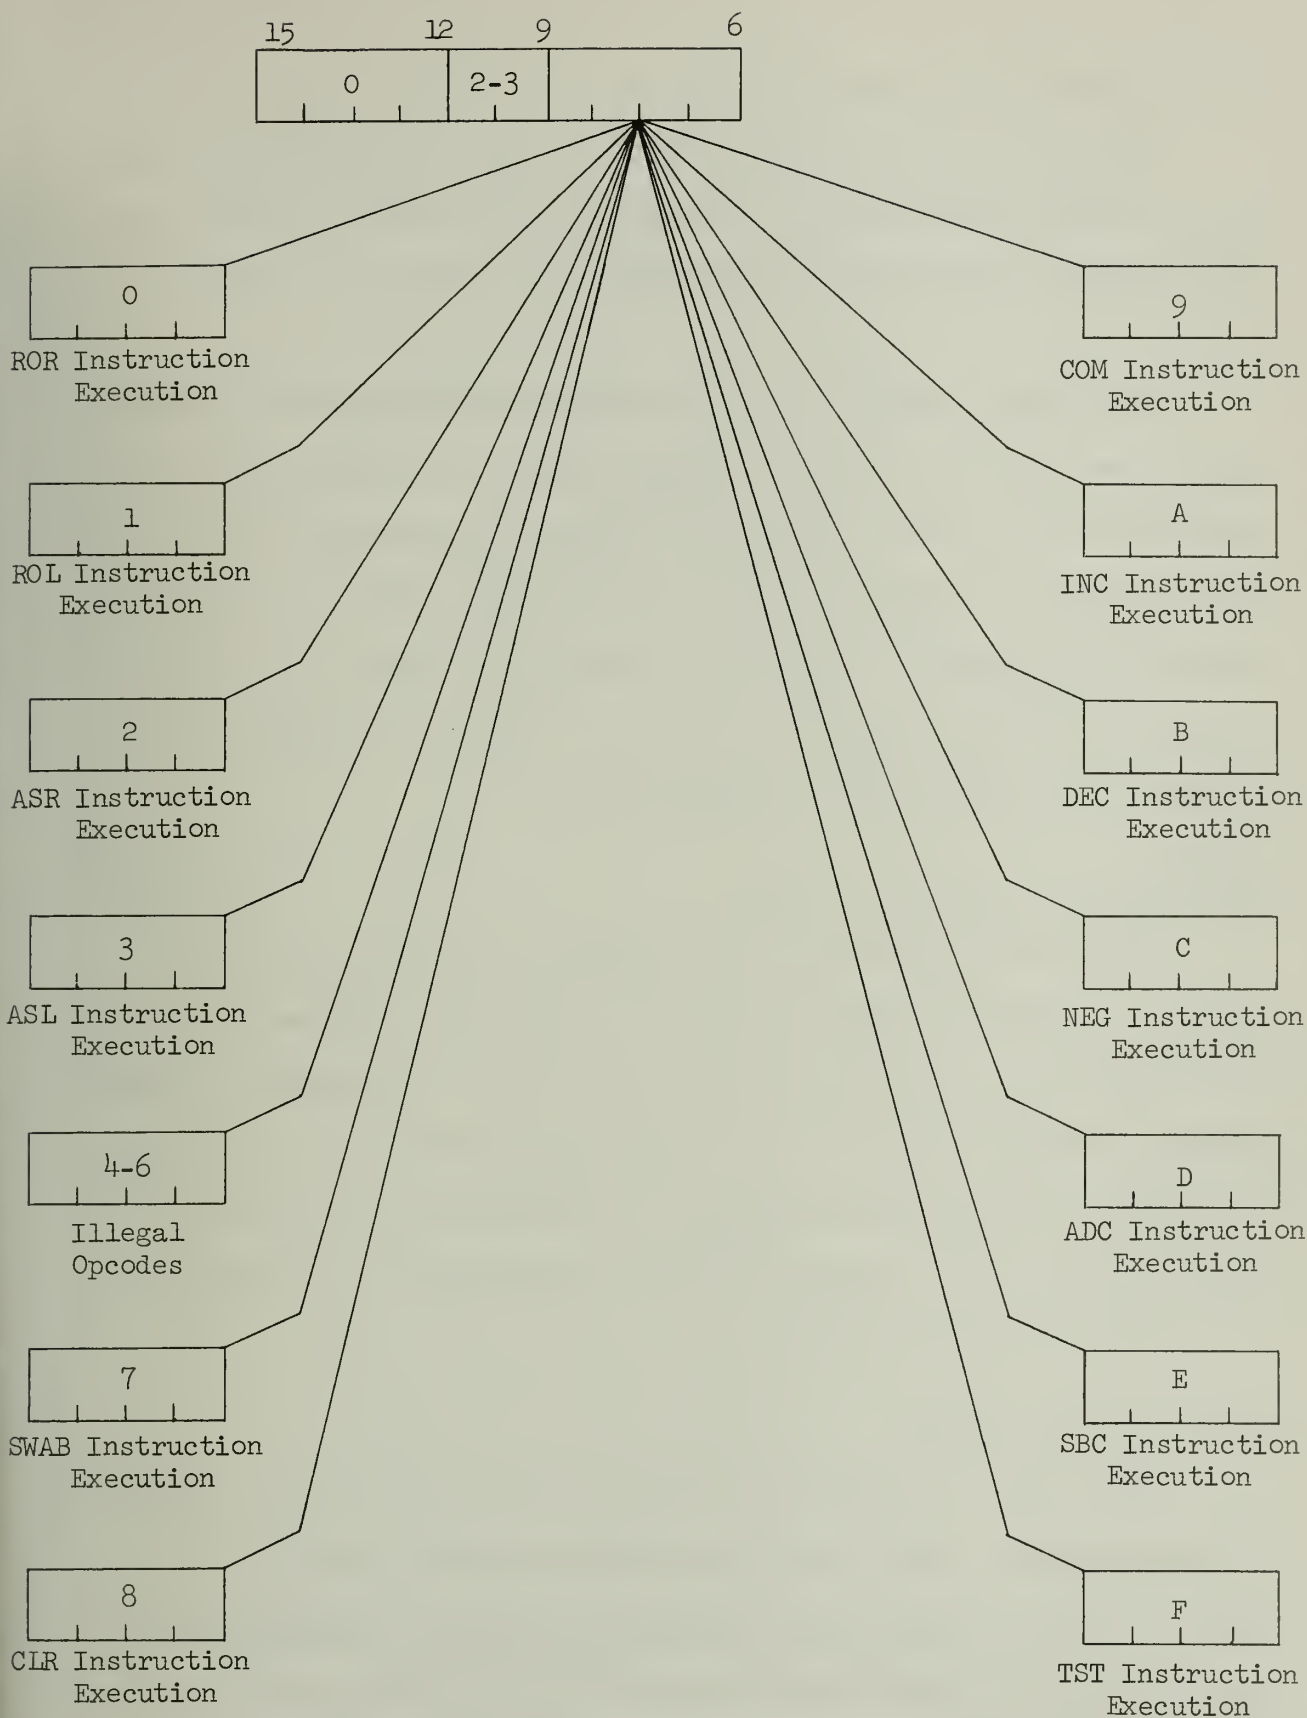 15 12 9 6
0 2-3
0
ROR Instruction
Execution
1
ROL Instruction
Execution
2
ASR Instruction
Execution
3
ASL Instruction
Execution
4-6
Illegal
Opcodes
7
SWAB Instruction
Execution
8
CLR Instruction
Execution
9
COM Instruction
Execution
A
INC Instruction
Execution
B
DEC Instruction
Execution
C
NEG Instruction
Execution
D
ADC Instruction
Execution
E
SBC Instruction
Execution
F
TST Instruction
Execution